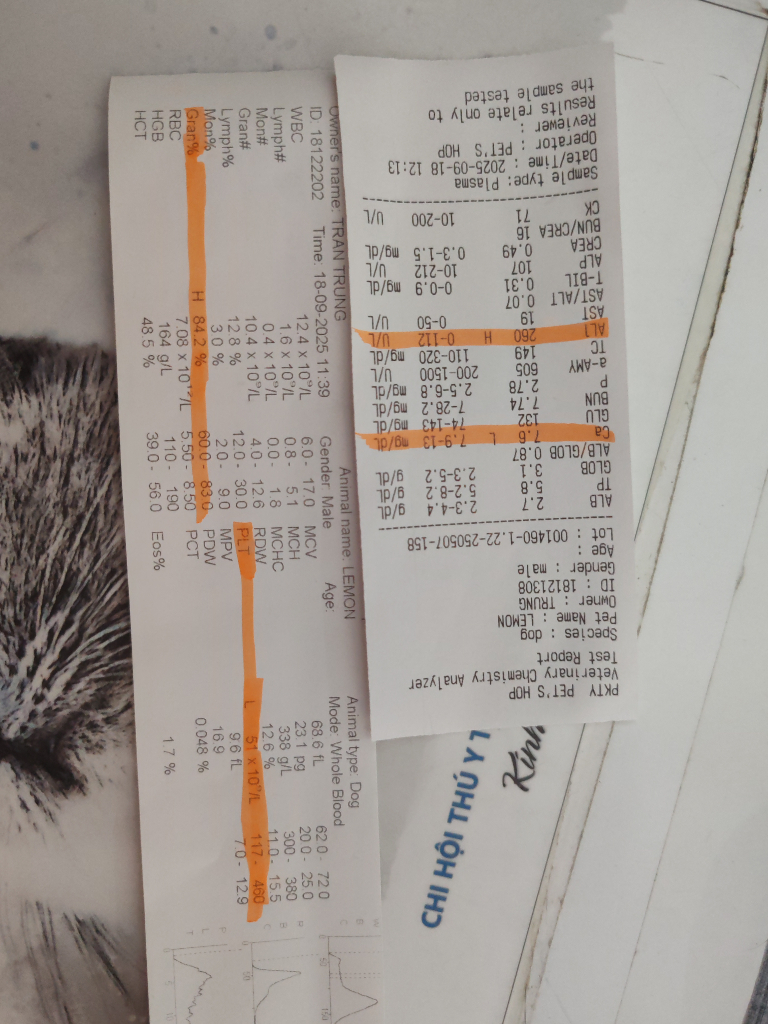 PKTY PET'S HOP
Veterinary Chemistry Analyzer
Test Report
Species : dog
Pet Name : LEMON
Owner : TRUNG
ID : 18121308
Gender : male
Age :
Lot : 001460-1.22-250507-158
ALB 2.7 2.3-4.4 g/dL
TP 5.8 5.2-8.2 g/dL
GLOB 3.1 2.3-5.2 g/dL
ALB/GLOB 0.87
Ca 7.6 L 7.9-13 mg/dL
GLU 132 74-143 mg/dL
BUN 7.74 7-28.2 mg/dL
P 2.78 2.5-6.8 mg/dL
a-AMY 605 200-1500 U/L
TC 149 110-320 mg/dL
ALT 260 H 0-112 U/L
AST 19 0-50 U/L
AST/ALT 0.07
T-BIL 0.31 0-0.9 mg/dL
ALP 107 10-212 U/L
CREA 0.49 0.3-1.5 mg/dL
BUN/CREA 16
CK 71 10-200 U/L
Sample type: Plasma
Date/Time : 2025-09-18 12:13
Operator : PET'S HOP
Reviewer :
Results relate only to
the sample tested
Owner's name: TRAN TRUNG Animal name: LEMON Animal type: Dog
ID: 18122202 Time: 18-09-2025 11:39 Gender: Male Age: Mode: Whole Blood
WBC 12.4 x 10^9/L 6.0 - 17.0 MCV 68.6 fL 62.0 - 72.0
Lymph# 1.6 x 10^9/L 0.8 - 5.1 MCH 23.1 pg 20.0 - 25.0
Mon# 0.4 x 10^9/L 0.0 - 1.8 MCHC 338 g/L 300 - 380
Gran# 10.4 x 10^9/L 4.0 - 12.6 RDW 12.6 % 11.0 - 15.5
Lymph% 12.8 % 12.0 - 30.0 PLT L 51 x 10^9/L 117 - 460
Mon% 3.0 % 2.0 - 9.0 MPV 9.6 fL 7.0 - 12.9
Gran% H 84.2 % 60.0 - 83.0 PDW 16.9
RBC 7.08 x 10^12/L 5.50 - 8.50 PCT 0.048 %
HGB 164 g/L 110 - 190
HCT 48.5 % 39.0 - 56.0 Eos% 1.7 %
CHI HỘI THÚ Y